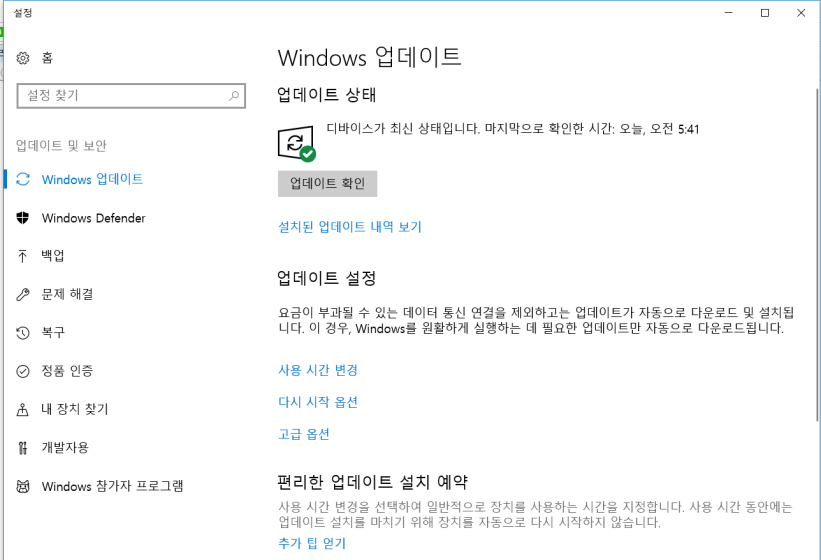 설정
홈
설정 찾기
업데이트 및 보안
Windows 업데이트
Windows Defender
백업
문제 해결
복구
정품 인증
내 장치 찾기
개발자용
Windows 참가자 프로그램
Windows 업데이트
업데이트 상태
디바이스가 최신 상태입니다. 마지막으로 확인한 시간: 오늘, 오전 5:41
업데이트 확인
설치된 업데이트 내역 보기
업데이트 설정
요금이 부과될 수 있는 데이터 통신 연결을 제외하고는 업데이트가 자동으로 다운로드 및 설치됩
니다. 이 경우, Windows를 원활하게 실행하는 데 필요한 업데이트만 자동으로 다운로드됩니다.
사용 시간 변경
다시 시작 옵션
고급 옵션
편리한 업데이트 설치 예약
사용 시간 변경을 선택하여 일반적으로 장치를 사용하는 시간을 지정합니다. 사용 시간 동안에는
업데이트 설치를 마치기 위해 장치를 자동으로 다시 시작하지 않습니다.
추가 팁 얻기